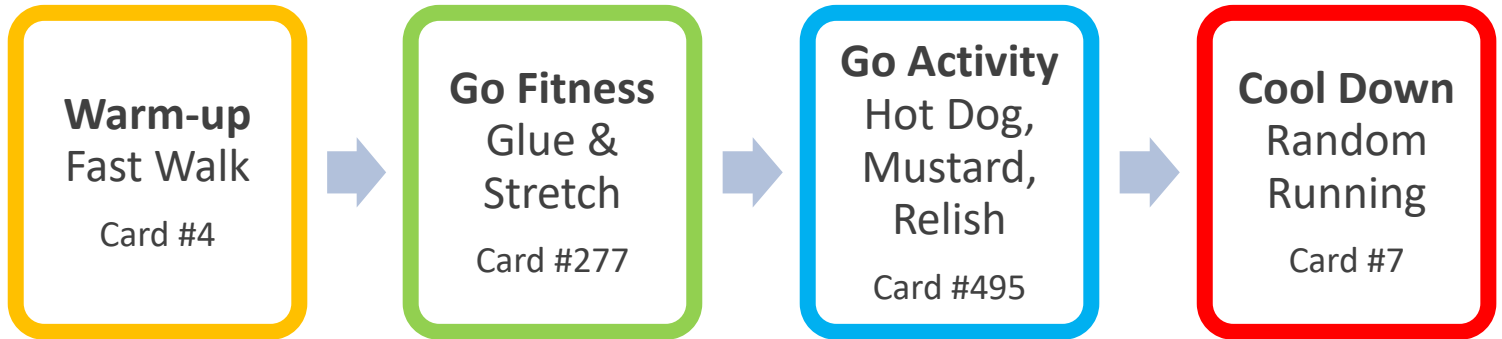 Warm-up
Fast Walk
Card #4
Go Fitness
Glue &
Stretch
Card #277
Go Activity
Hot Dog,
Mustard,
Relish
Card #495
Cool Down
Random
Running
Card #7